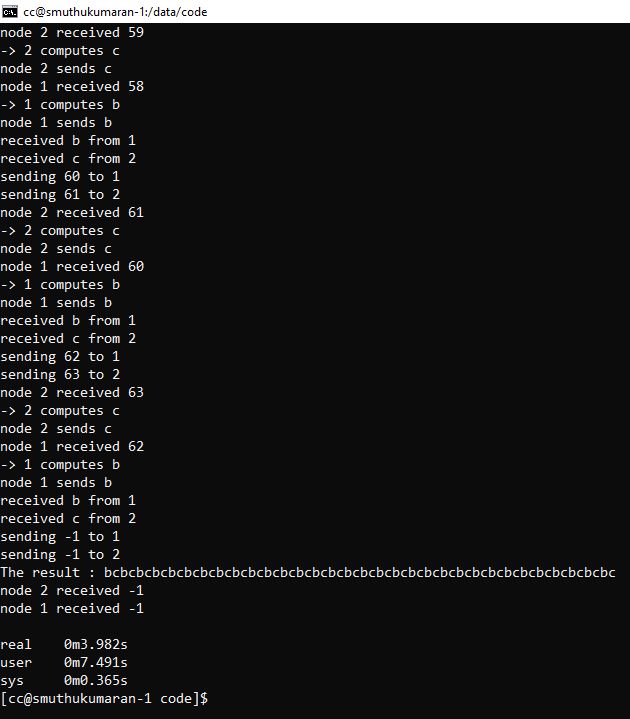 cc@smuthukumaran-1:/data/code
node 2 received 59
-> 2 computes c
node 2 sends c
node 1 received 58
-> 1 computes b
node 1 sends b
received b from 1
received c from 2
sending 60 to 1
sending 61 to 2
node 2 received 61
-> 2 computes c
node 2 sends c
node 1 received 60
-> 1 computes b
node 1 sends b
received b from 1
received c from 2
sending 62 to 1
sending 63 to 2
node 2 received 63
-> 2 computes c
node 2 sends c
node 1 received 62
-> 1 computes b
node 1 sends b
received b from 1
received c from 2
sending -1 to 1
sending -1 to 2
The result : bcbcbcbcbcbcbcbcbcbcbcbcbcbcbcbcbcbcbcbcbcbcbcbcbcbcbcbcbcbcbcbc
node 2 received -1
node 1 received -1
real 0m3.982s
user 0m7.491s
sys 0m0.365s
[cc@smuthukumaran-1 code]$